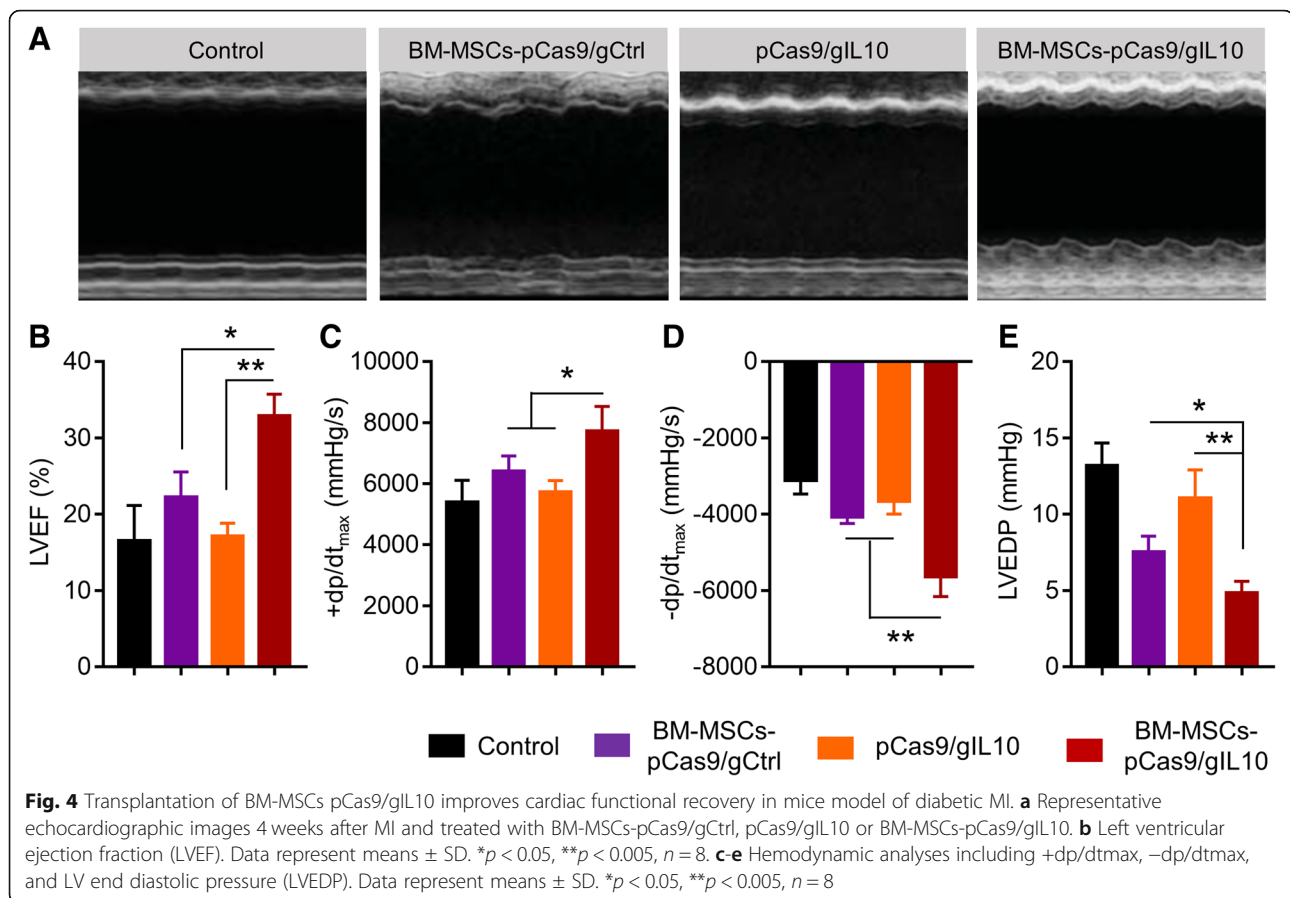 A
Control
BM-MSCs-pCas9/gCtrl
pCas9/gIL10
BM-MSCs-pCas9/gIL10
B
LVEF (%)
40
30
20
10
0
*
**
C
+dp/dtmax (mmHg/s)
10000
8000
6000
4000
2000
0
*
D
-dp/dtmax (mmHg/s)
0
-2000
-4000
-6000
-8000
**
E
LVEDP (mmHg)
20
15
10
5
0
*
**
Control
BM-MSCs-
pCas9/gCtrl
pCas9/gIL10
BM-MSCs-
pCas9/gIL10
Fig. 4 Transplantation of BM-MSCs pCas9/gIL10 improves cardiac functional recovery in mice model of diabetic MI. a Representative
echocardiographic images 4 weeks after MI and treated with BM-MSCs-pCas9/gCtrl, pCas9/gIL10 or BM-MSCs-pCas9/gIL10. b Left ventricular
ejection fraction (LVEF). Data represent means ± SD. *p < 0.05, **p < 0.005, n = 8. c-e Hemodynamic analyses including +dp/dtmax, −dp/dtmax,
and LV end diastolic pressure (LVEDP). Data represent means ± SD. *p < 0.05, **p < 0.005, n = 8